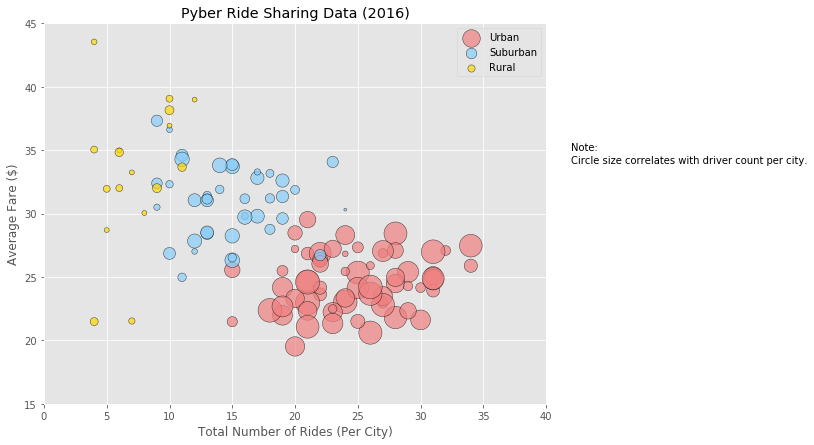 Pyber Ride Sharing Data (2016)
45
40
35
30
25
20
15
Average Fare ($)
0
5
10
15
20
25
30
35
40
Total Number of Rides (Per City)
Urban
Suburban
Rural
Note:
Circle size correlates with driver count per city.